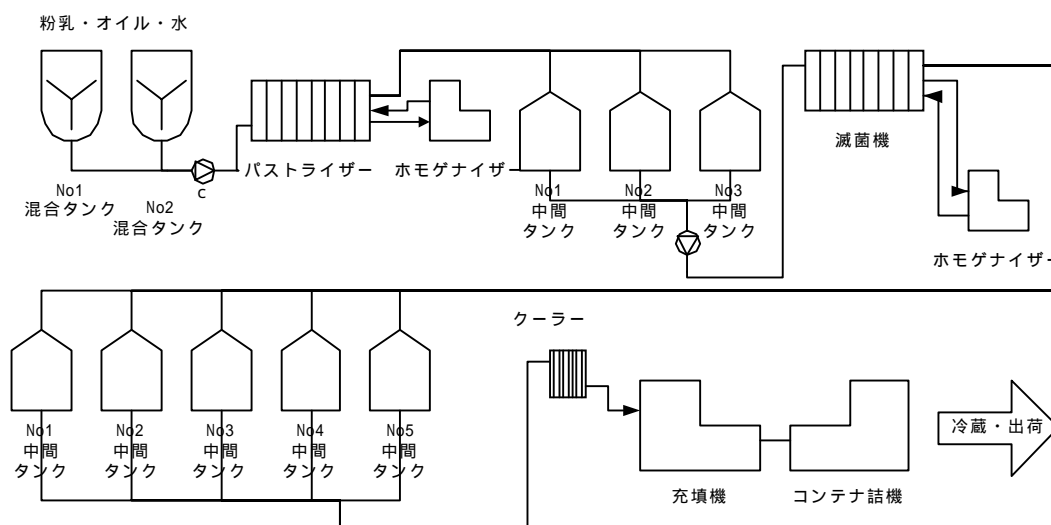 粉乳・オイル・水
パストライザー
ホモゲナイザー
滅菌機
No1
混合タンク
No2
混合タンク
c
No1
中間
タンク
No2
中間
タンク
No3
中間
タンク
ホモゲナイザー
クーラー
No1
中間
タンク
No2
中間
タンク
No3
中間
タンク
No4
中間
タンク
No5
中間
タンク
充填機
コンテナ詰機
冷蔵・出荷